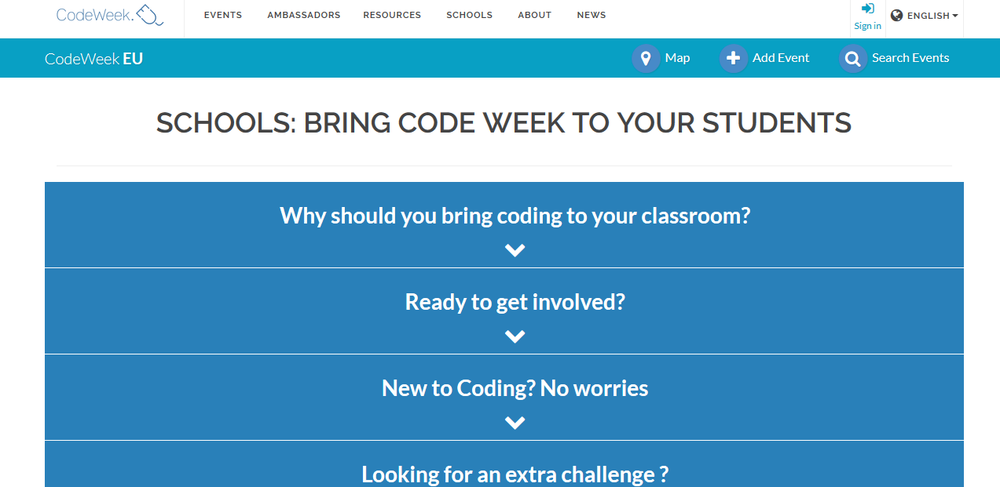 CodeWeek.
EVENTS AMBASSADORS RESOURCES SCHOOLS ABOUT NEWS
Sign in
ENGLISH
CodeWeek EU
Map Add Event Search Events
SCHOOLS: BRING CODE WEEK TO YOUR STUDENTS
Why should you bring coding to your classroom?
Ready to get involved?
New to Coding? No worries
Looking for an extra challenge ?